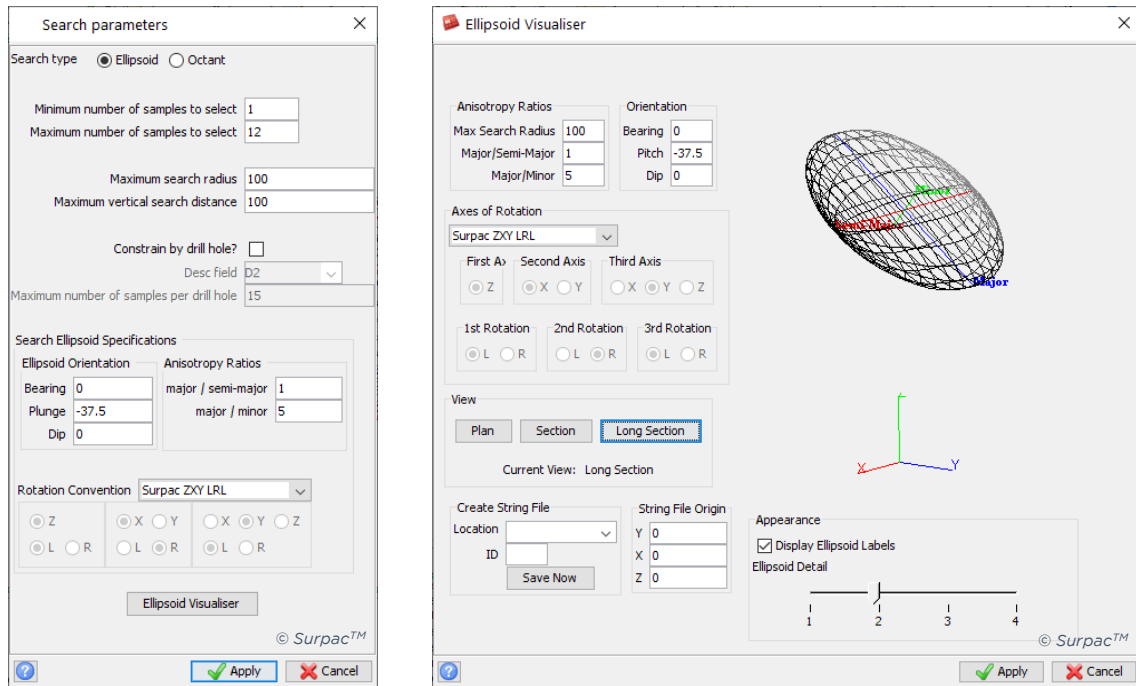 Search parameters
Search type Ellipsoid Octant
Minimum number of samples to select 1
Maximum number of samples to select 12
Maximum search radius 100
Maximum vertical search distance 100
Constrain by drill hole?
Desc field D2
Maximum number of samples per drill hole 15
Search Ellipsoid Specifications
Ellipsoid Orientation Anisotropy Ratios
Bearing 0 major / semi-major 1
Plunge -37.5 major / minor 5
Dip 0
Rotation Convention Surpac ZXY LRL
Z X Y X Y Z
L R L R L R
Ellipsoid Visualiser
© Surpac™
Apply Cancel
Ellipsoid Visualiser
Anisotropy Ratios Orientation
Max Search Radius 100 Bearing 0
Major/Semi-Major 1 Pitch -37.5
Major/Minor 5 Dip 0
Axes of Rotation
Surpac ZXY LRL
First Ax Second Axis Third Axis
Z X Y X Y Z
1st Rotation 2nd Rotation 3rd Rotation
L R L R L R
View
Plan Section Long Section
Current View: Long Section
Create String File String File Origin
Location Y 0
ID X 0
Save Now Z 0
Minor
Semi-Major
Major
Z
X Y
Appearance
Display Ellipsoid Labels
Ellipsoid Detail
1 2 3 4
© Surpac™
Apply Cancel